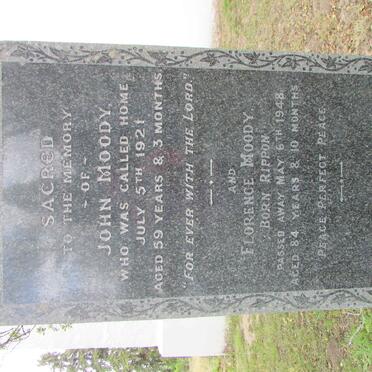 SACRED
TO THE MEMORY
~ OF ~
JOHN MOODY,
WHO WAS CALLED HOME
JULY 5TH 1921
AGED 59 YEARS & 3 MONTHS.
"FOR EVER WITH THE LORD."
AND
FLORENCE MOODY
BORN RIPPON
PASSED AWAY MAY 6TH 1948
AGED 84 YEARS & 10 MONTHS
PEACE PERFECT PEACE